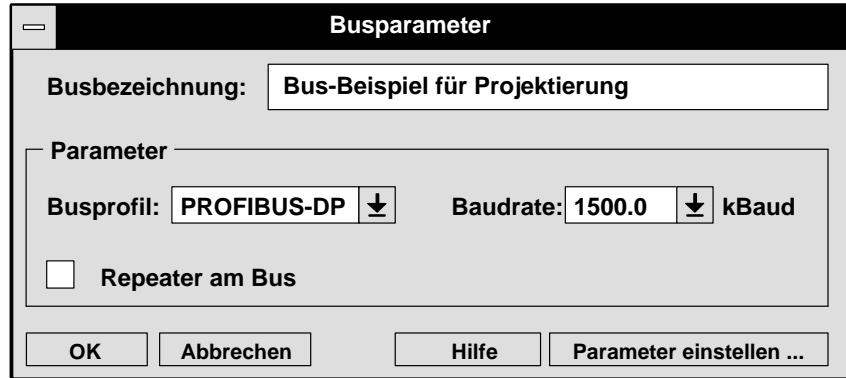 Busparameter
Busbezeichnung: Bus-Beispiel für Projektierung
Parameter
Busprofil: PROFIBUS-DP Baudrate: 1500.0 kBaud
Repeater am Bus
OK Abbrechen Hilfe Parameter einstellen ...